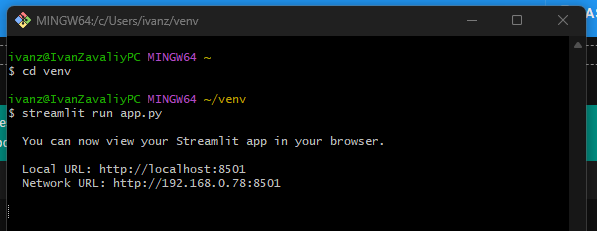 MINGW64:/c/Users/ivanz/venv
ivanz@IvanZavaliyPC MINGW64 ~
$ cd venv
ivanz@IvanZavaliyPC MINGW64 ~/venv
$ streamlit run app.py
You can now view your Streamlit app in your browser.
Local URL: http://localhost:8501
Network URL: http://192.168.0.78:8501